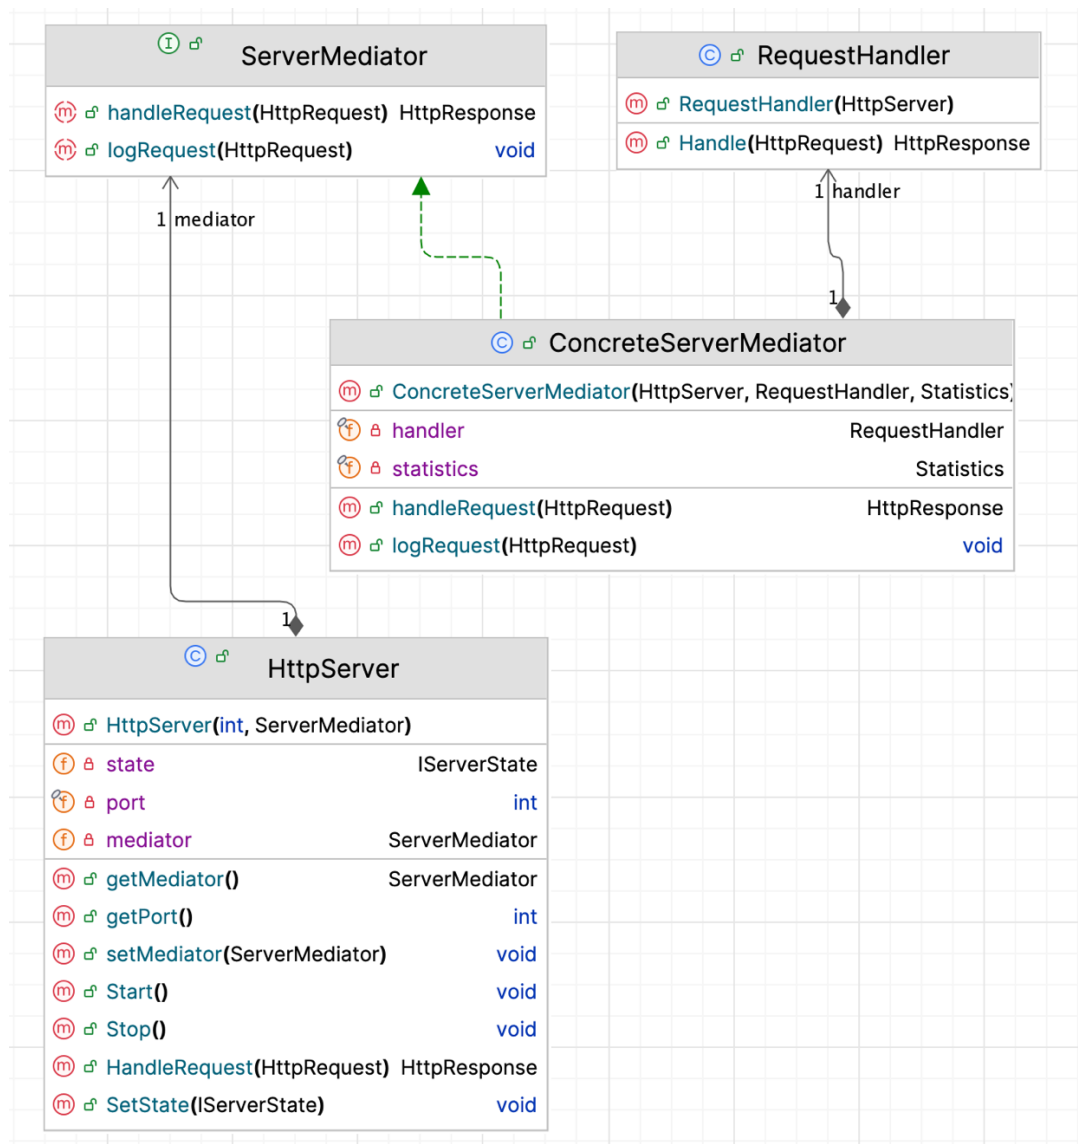 ServerMediator
handleRequest(HttpRequest) HttpResponse
logRequest(HttpRequest) void
RequestHandler
RequestHandler(HttpServer)
Handle(HttpRequest) HttpResponse
1 mediator
1 handler
1
ConcreteServerMediator
ConcreteServerMediator(HttpServer, RequestHandler, Statistics)
handler RequestHandler
statistics Statistics
handleRequest(HttpRequest) HttpResponse
logRequest(HttpRequest) void
1
HttpServer
HttpServer(int, ServerMediator)
state IServerState
port int
mediator ServerMediator
getMediator() ServerMediator
getPort() int
setMediator(ServerMediator) void
Start() void
Stop() void
HandleRequest(HttpRequest) HttpResponse
SetState(IServerState) void